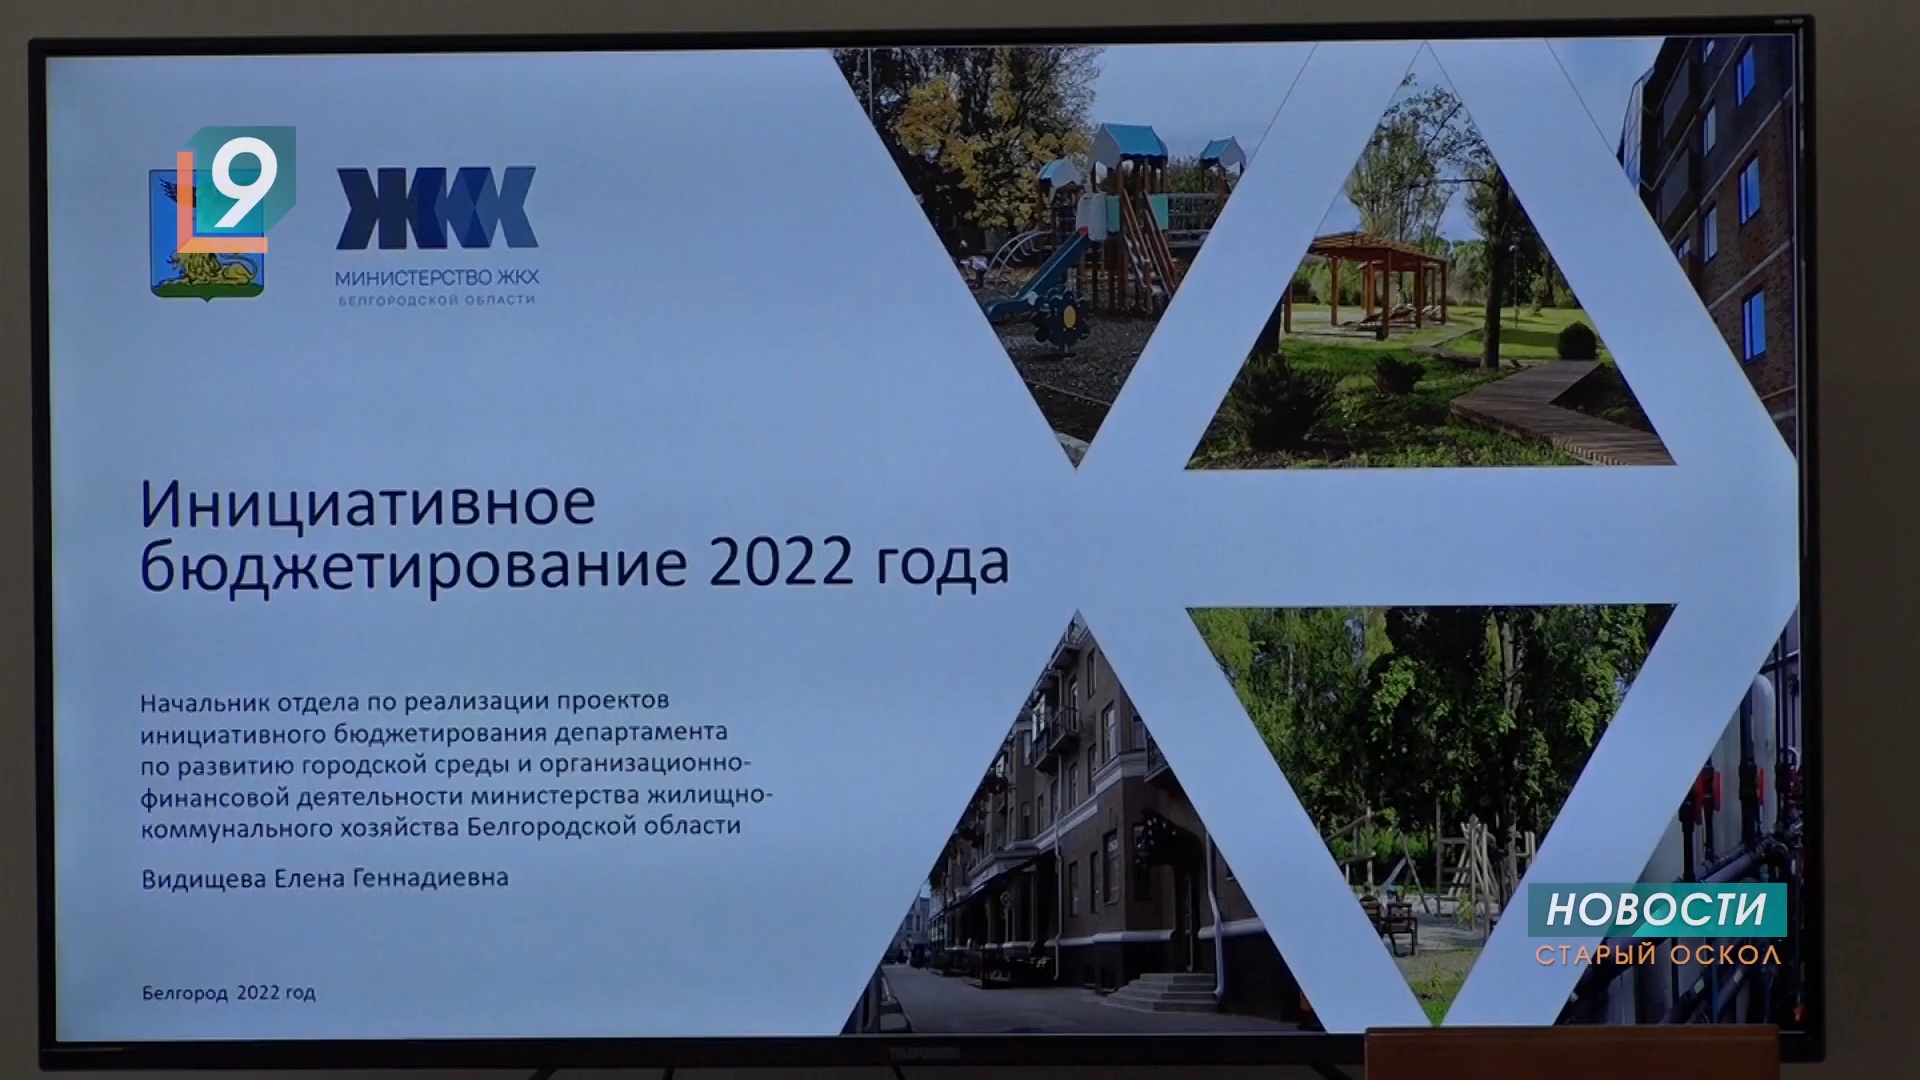 9
ЖКХ
МИНИСТЕРСТВО ЖКХ
БЕЛГОРОДСКОЙ ОБЛАСТИ
Инициативное
бюджетирование 2022 года
Начальник отдела по реализации проектов
инициативного бюджетирования департамента
по развитию городской среды и организационно-
финансовой деятельности министерства жилищно-
коммунального хозяйства Белгородской области
Видищева Елена Геннадиевна
Белгород 2022 год
НОВОСТИ
СТАРЫЙ ОСКОЛ